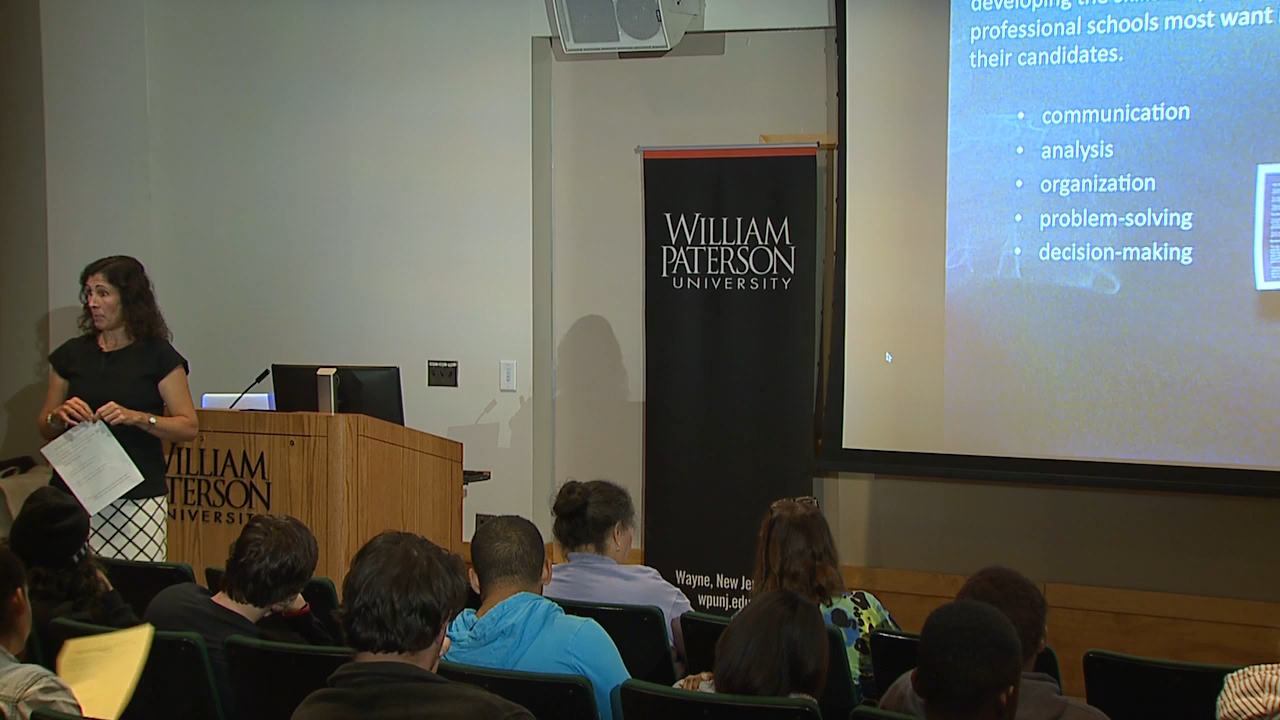 professional schools most want
their candidates.
• communication
• analysis
• organization
• problem-solving
• decision-making
WILLIAM
PATERSON
UNIVERSITY
WILLIAM
PATERSON
UNIVERSITY
Wayne, New Jer
wpunj.edu